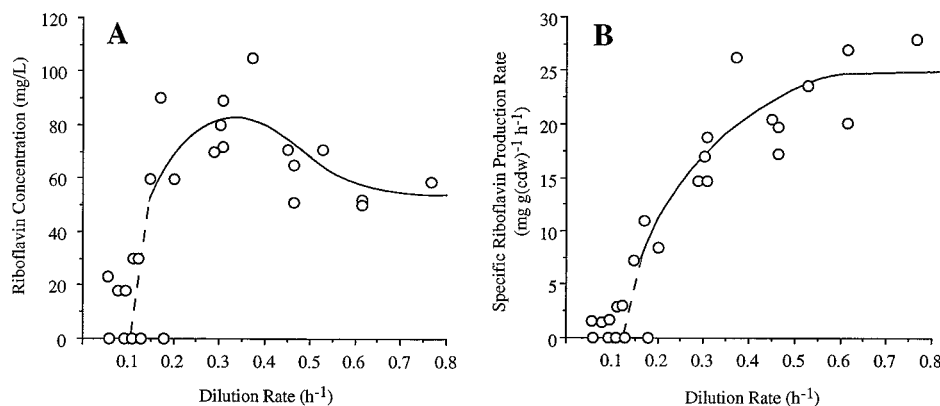 A
Riboflavin Concentration (mg/L)
120
100
80
60
40
20
0
0.1 0.2 0.3 0.4 0.5 0.6 0.7 0.8
Dilution Rate (h⁻¹)
B
Specific Riboflavin Production Rate
(mg g(cdw)⁻¹ h⁻¹)
30
25
20
15
10
5
0
0.1 0.2 0.3 0.4 0.5 0.6 0.7 0.8
Dilution Rate (h⁻¹)